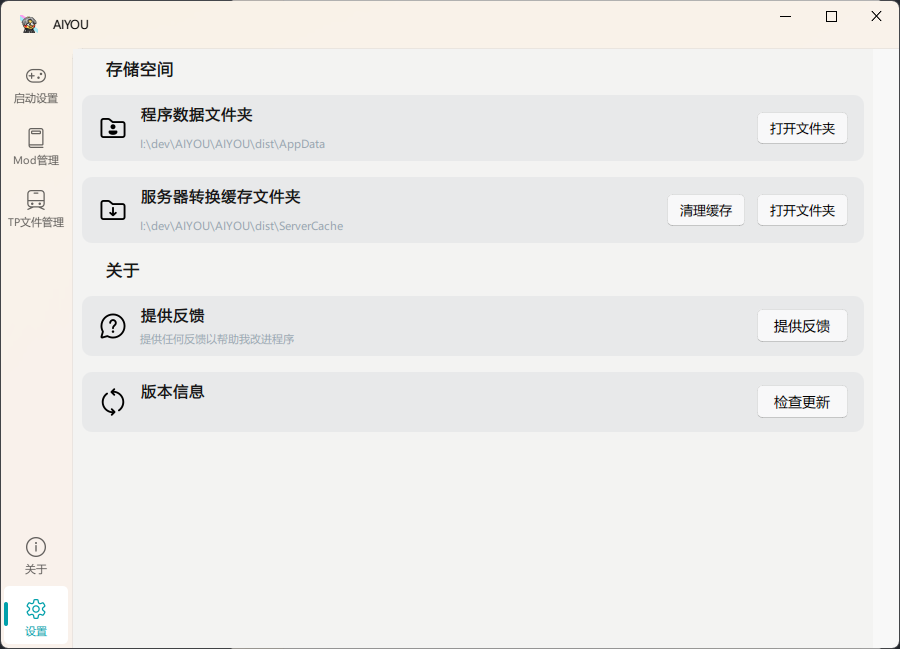 AIYOU
启动设置
Mod管理
TP文件管理
关于
设置
存储空间
程序数据文件夹
I:\dev\AIYOU\AIYOU\dist\AppData
打开文件夹
服务器转换缓存文件夹
I:\dev\AIYOU\AIYOU\dist\ServerCache
清理缓存
打开文件夹
关于
提供反馈
提供任何反馈以帮助我改进程序
提供反馈
版本信息
检查更新